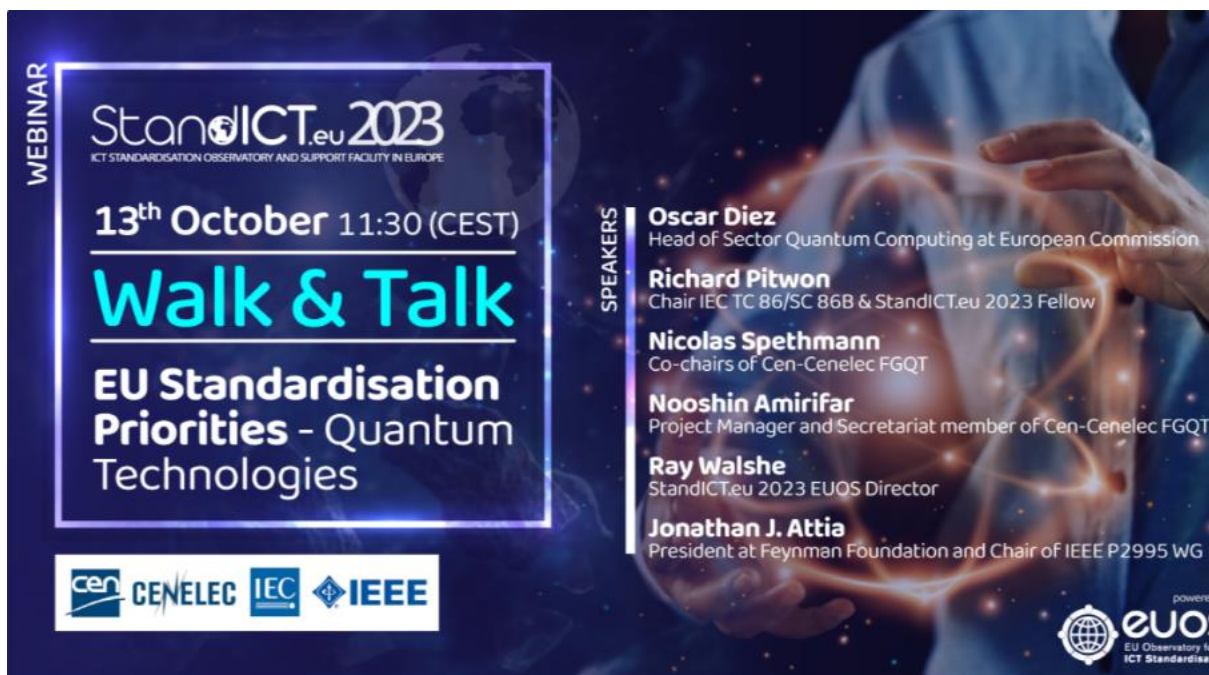 WEBINAR
StandICT.eu 2023
ICT STANDARDISATION OBSERVATORY AND SUPPORT FACILITY IN EUROPE
13th October 11:30 (CEST)
Walk & Talk
EU Standardisation
Priorities - Quantum
Technologies
cen CENELEC IEC IEEE
SPEAKERS
Oscar Diez
Head of Sector Quantum Computing at European Commission
Richard Pitwon
Chair IEC TC 86/SC 86B & StandICT.eu 2023 Fellow
Nicolas Spethmann
Co-chairs of Cen-Cenelec FGQT
Nooshin Amirifar
Project Manager and Secretariat member of Cen-Cenelec FGQT
Ray Walshe
StandICT.eu 2023 EUOS Director
Jonathan J. Attia
President at Feynman Foundation and Chair of IEEE P2995 WG
EU Observatory
ICT